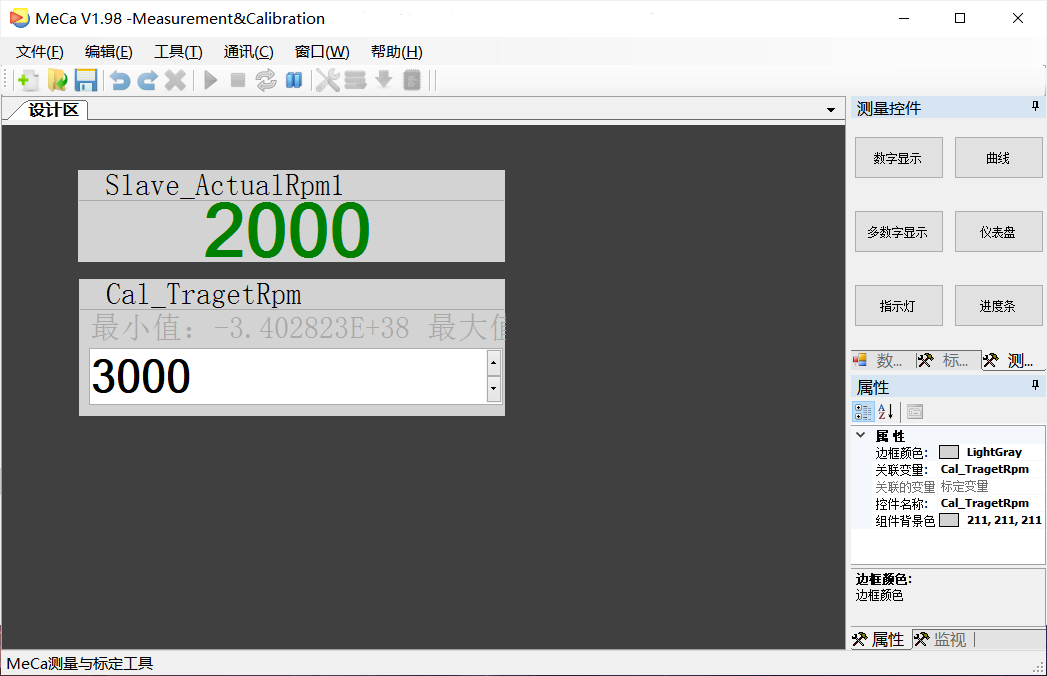 MeCa V1.98 -Measurement&Calibration
文件(F) 编辑(E) 工具(T) 通讯(C) 窗口(W) 帮助(H)
设计区
Slave_ActualRpm1
2000
Cal_TragetRpm
最小值: -3.402823E+38 最大值
3000
测量控件
数字显示 曲线
多数字显示 仪表盘
指示灯 进度条
数... 标... 测...
属性
属 性
边框颜色: LightGray
关联变量: Cal_TragetRpm
关联的变量 标定变量
控件名称: Cal_TragetRpm
组件背景色 211, 211, 211
边框颜色:
边框颜色
属性 监视
MeCa测量与标定工具